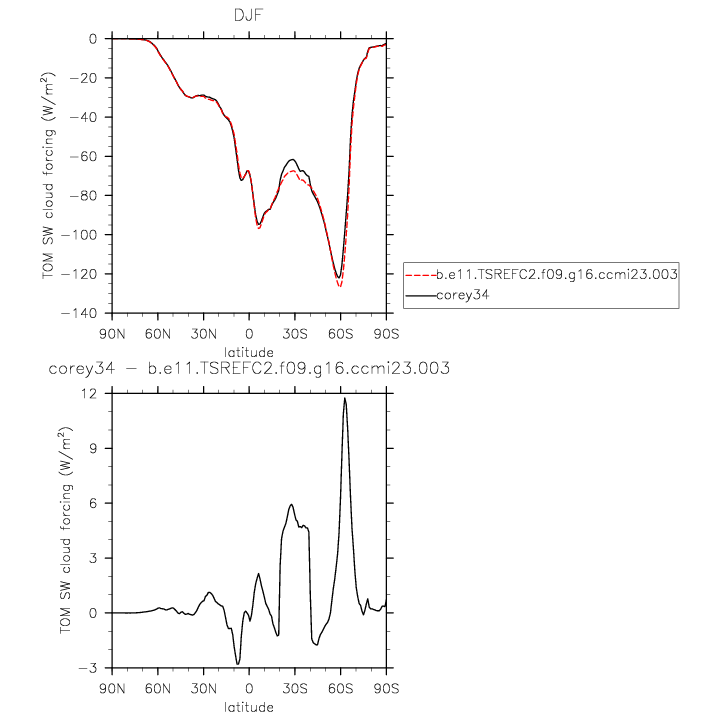 DJF
TOM SW cloud forcing (W/m²)
0
−20
−40
−60
−80
−100
−120
−140
90N 60N 30N 0 30S 60S 90S
latitude
b.e11.TSREFC2.f09.g16.ccmi23.003
corey34
corey34 − b.e11.TSREFC2.f09.g16.ccmi23.003
TOM SW cloud forcing (W/m²)
12
9
6
3
0
−3
90N 60N 30N 0 30S 60S 90S
latitude